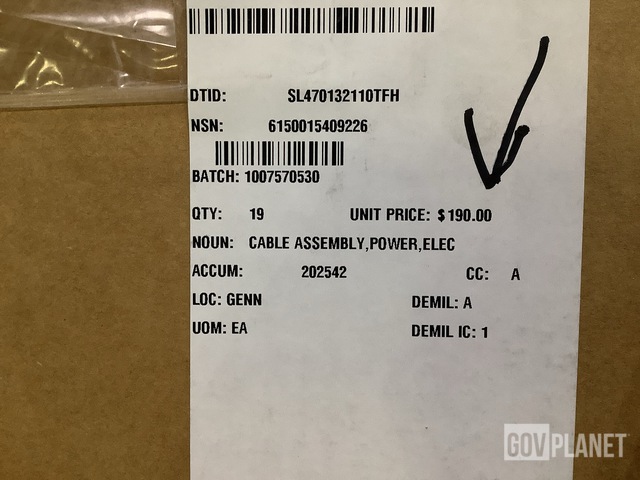 DTID: SL470132110TFH
NSN: 6150015409226
BATCH: 1007570530
QTY: 19 UNIT PRICE: $190.00
NOUN: CABLE ASSEMBLY,POWER,ELEC
ACCUM: 202542 CC: A
LOC: GENN DEMIL: A
UOM: EA DEMIL IC: 1
GOVPLANET